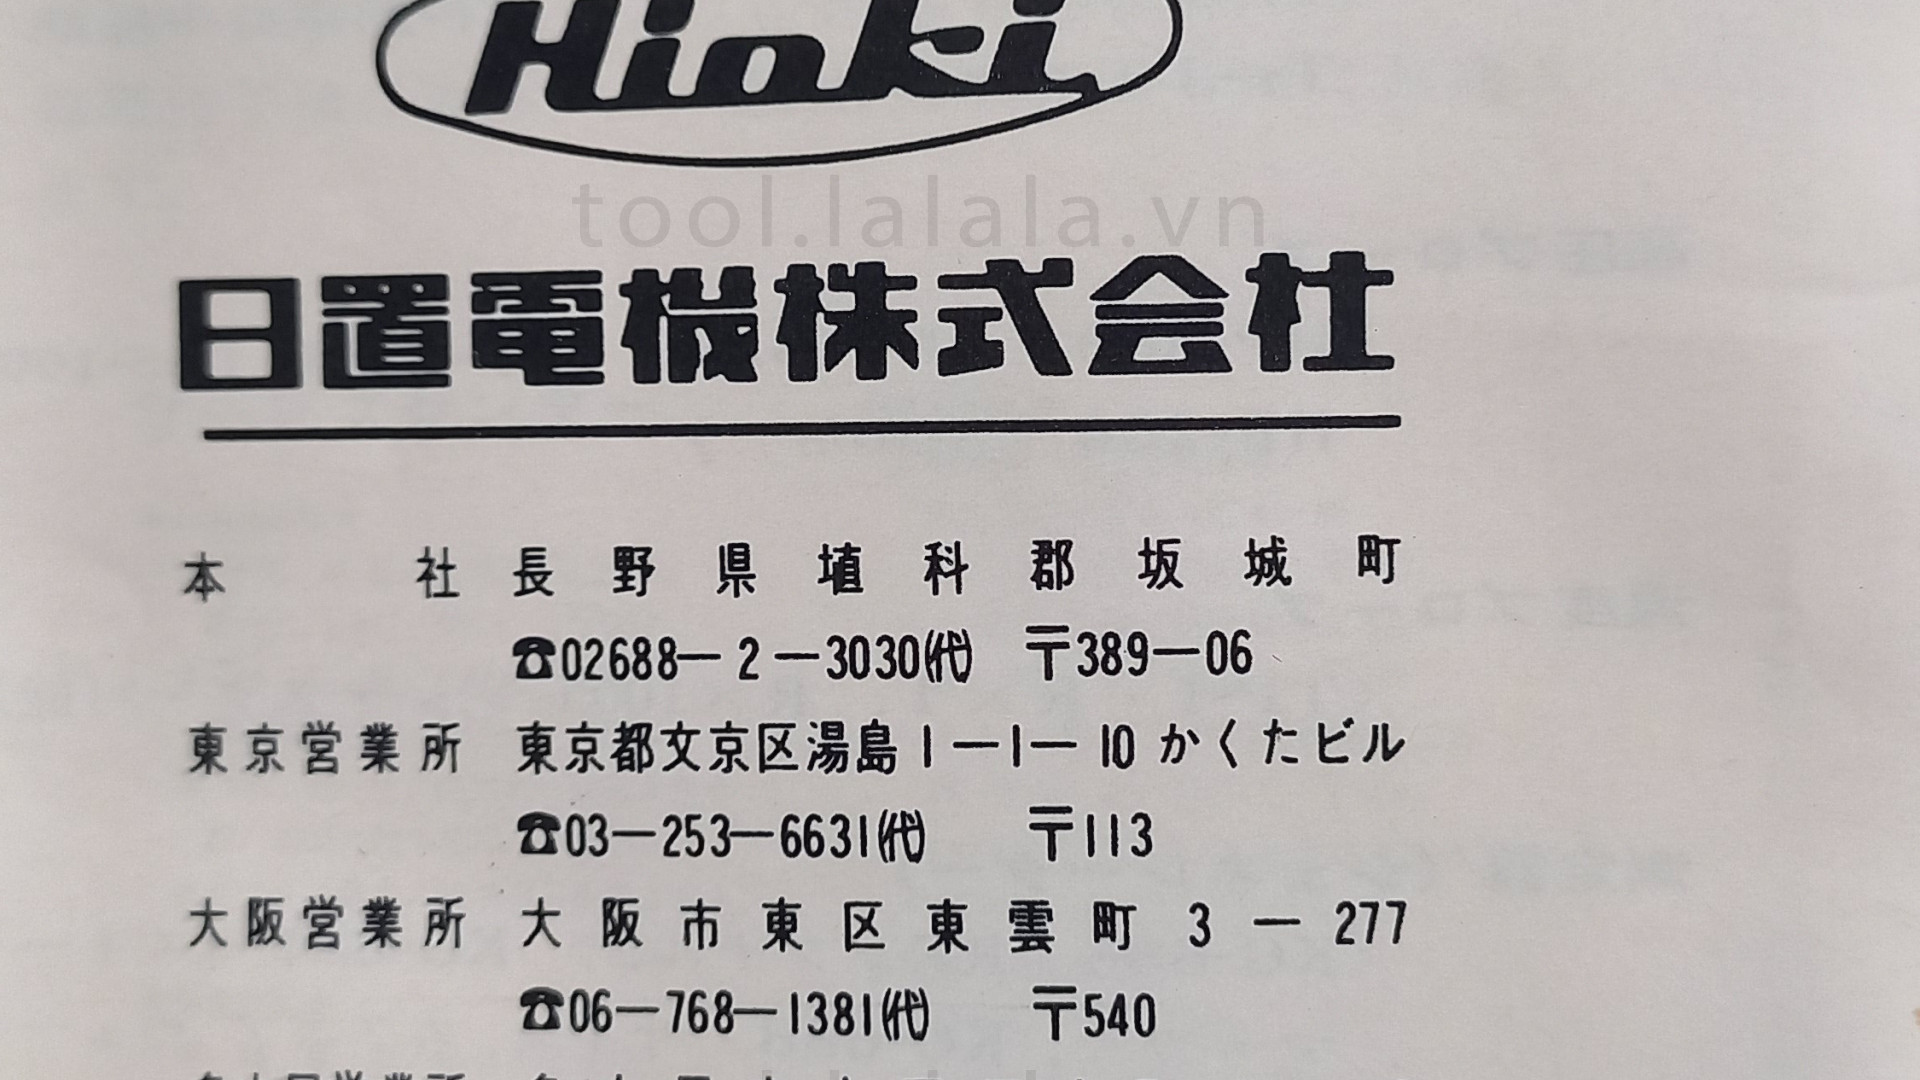 Hioki
tool.lalala.vn
日置電機株式会社
本社 長野県埴科郡坂城町
☎02688－2－3030㈹ 〒389－06
東京営業所 東京都文京区湯島1－1－10 かくたビル
☎03－253－6631㈹ 〒113
大阪営業所 大阪市東区東雲町3－277
☎06－768－1381㈹ 〒540